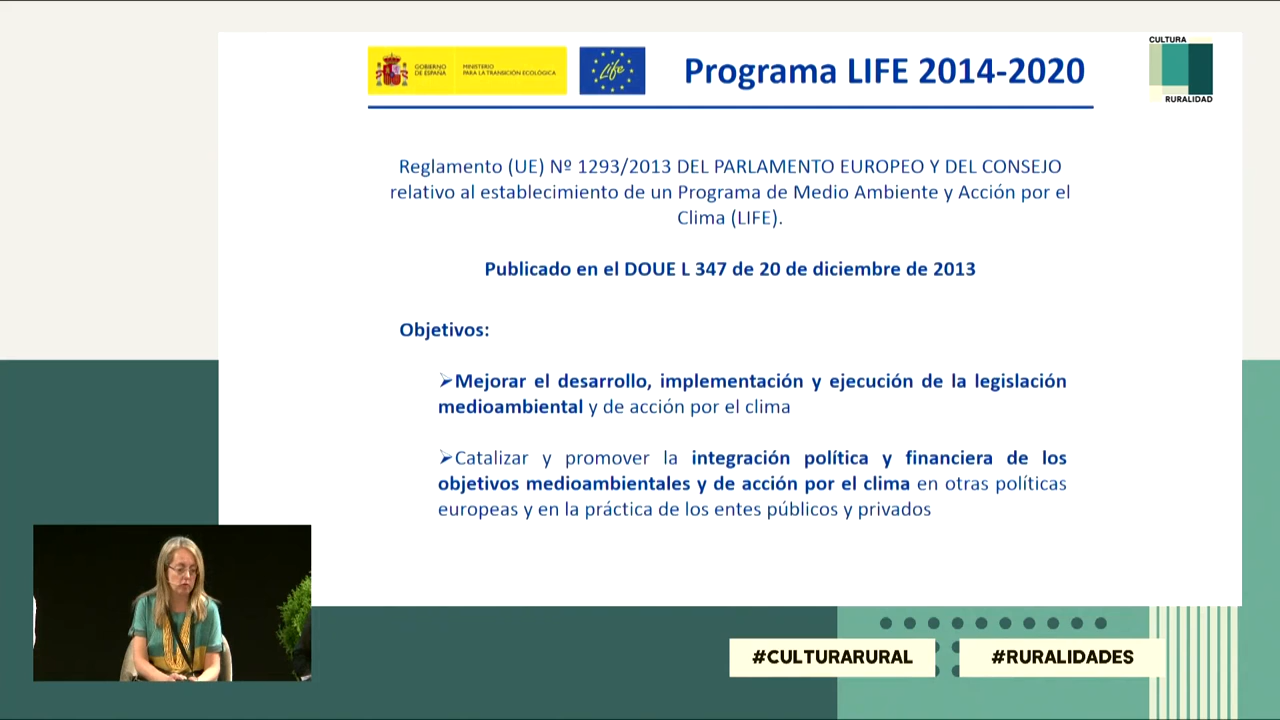 CULTURA
RURALIDAD
GOBIERNO
DE ESPAÑA
MINISTERIO
PARA LA TRANSICIÓN ECOLÓGICA
Life
Programa LIFE 2014-2020
Reglamento (UE) Nº 1293/2013 DEL PARLAMENTO EUROPEO Y DEL CONSEJO
relativo al establecimiento de un Programa de Medio Ambiente y Acción por el
Clima (LIFE).
Publicado en el DOUE L 347 de 20 de diciembre de 2013
Objetivos:
⮚Mejorar el desarrollo, implementación y ejecución de la legislación
medioambiental y de acción por el clima
⮚Catalizar y promover la integración política y financiera de los
objetivos medioambientales y de acción por el clima en otras políticas
europeas y en la práctica de los entes públicos y privados
#CULTURARURAL
#RURALIDADES